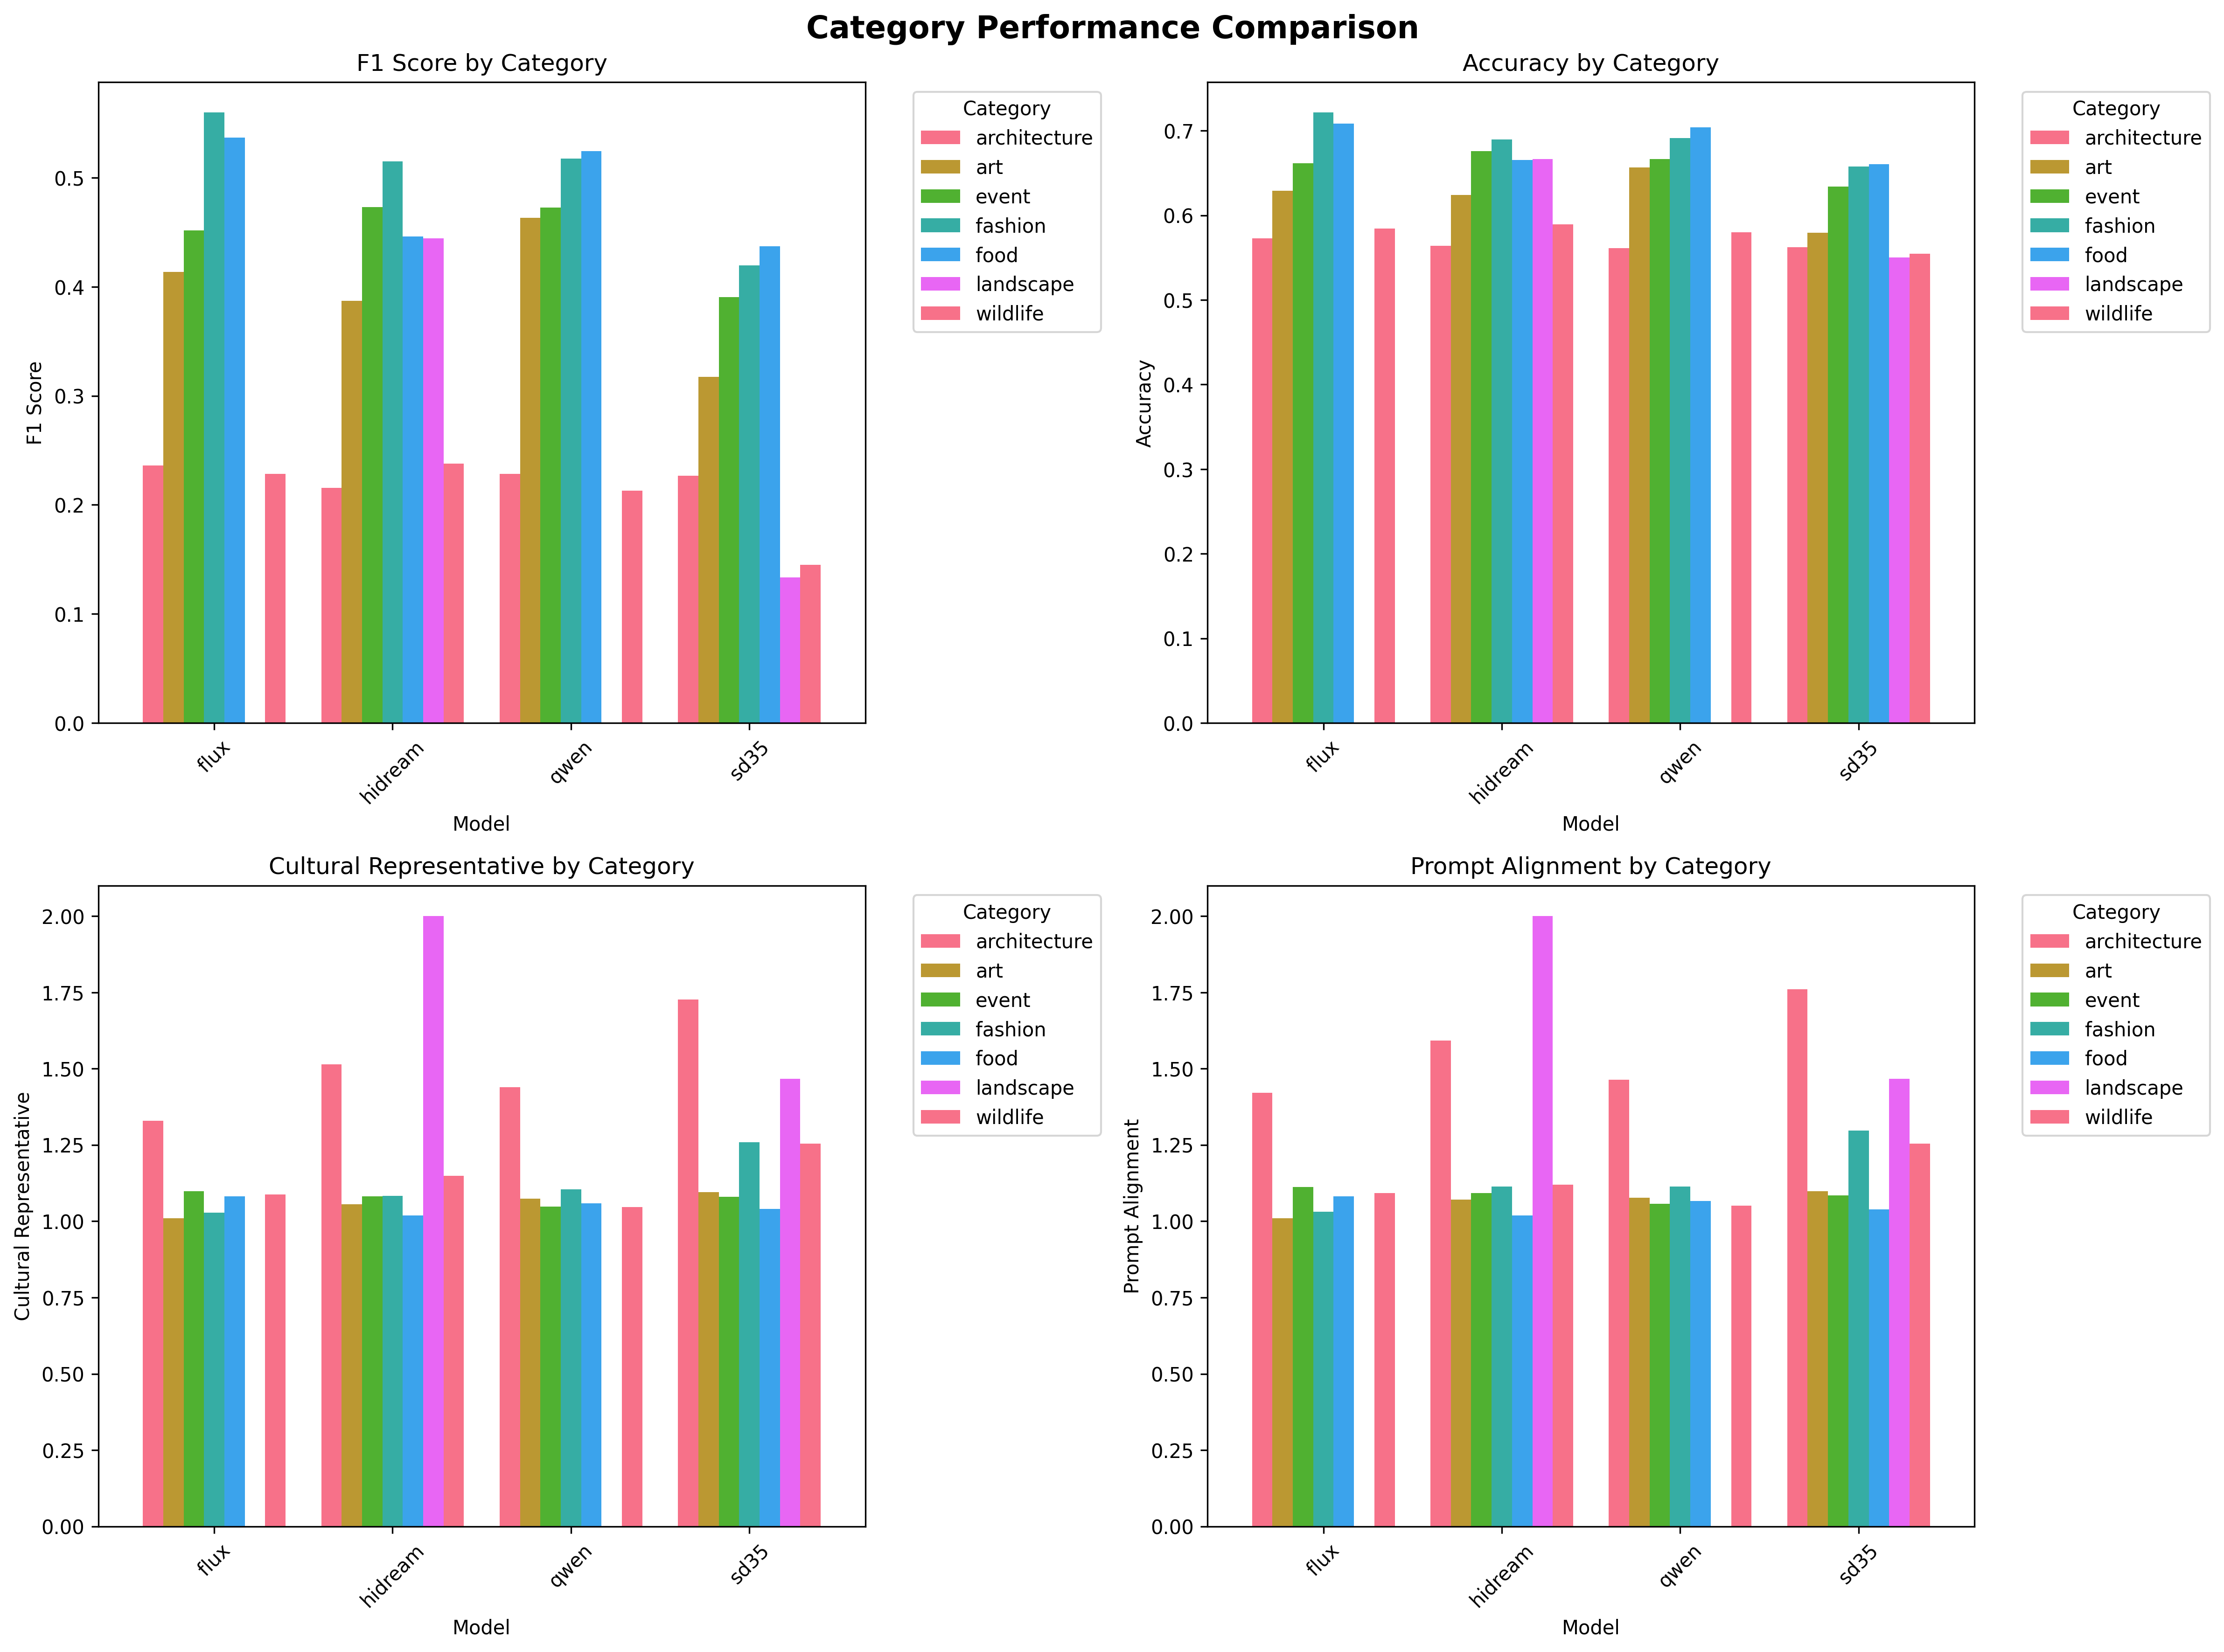 Category Performance Comparison
F1 Score by Category
F1 Score
0.5
0.4
0.3
0.2
0.1
0.0
flux
hidream
qwen
sd35
Model
Category
architecture
art
event
fashion
food
landscape
wildlife
Accuracy by Category
Accuracy
0.7
0.6
0.5
0.4
0.3
0.2
0.1
0.0
flux
hidream
qwen
sd35
Model
Category
architecture
art
event
fashion
food
landscape
wildlife
Cultural Representative by Category
Cultural Representative
2.00
1.75
1.50
1.25
1.00
0.75
0.50
0.25
0.00
flux
hidream
qwen
sd35
Model
Category
architecture
art
event
fashion
food
landscape
wildlife
Prompt Alignment by Category
Prompt Alignment
2.00
1.75
1.50
1.25
1.00
0.75
0.50
0.25
0.00
flux
hidream
qwen
sd35
Model
Category
architecture
art
event
fashion
food
landscape
wildlife